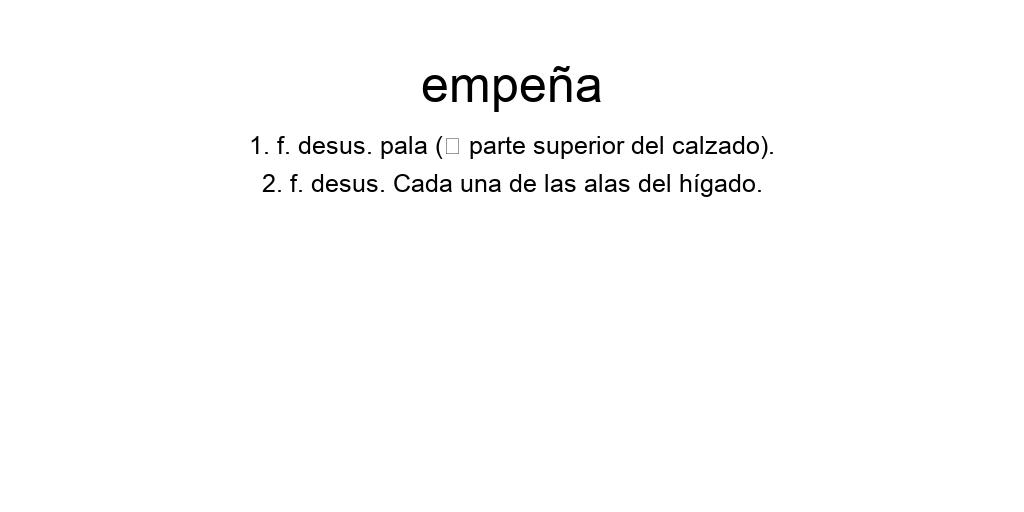 empeña
1. f. desus. pala (□ parte superior del calzado).
2. f. desus. Cada una de las alas del hígado.